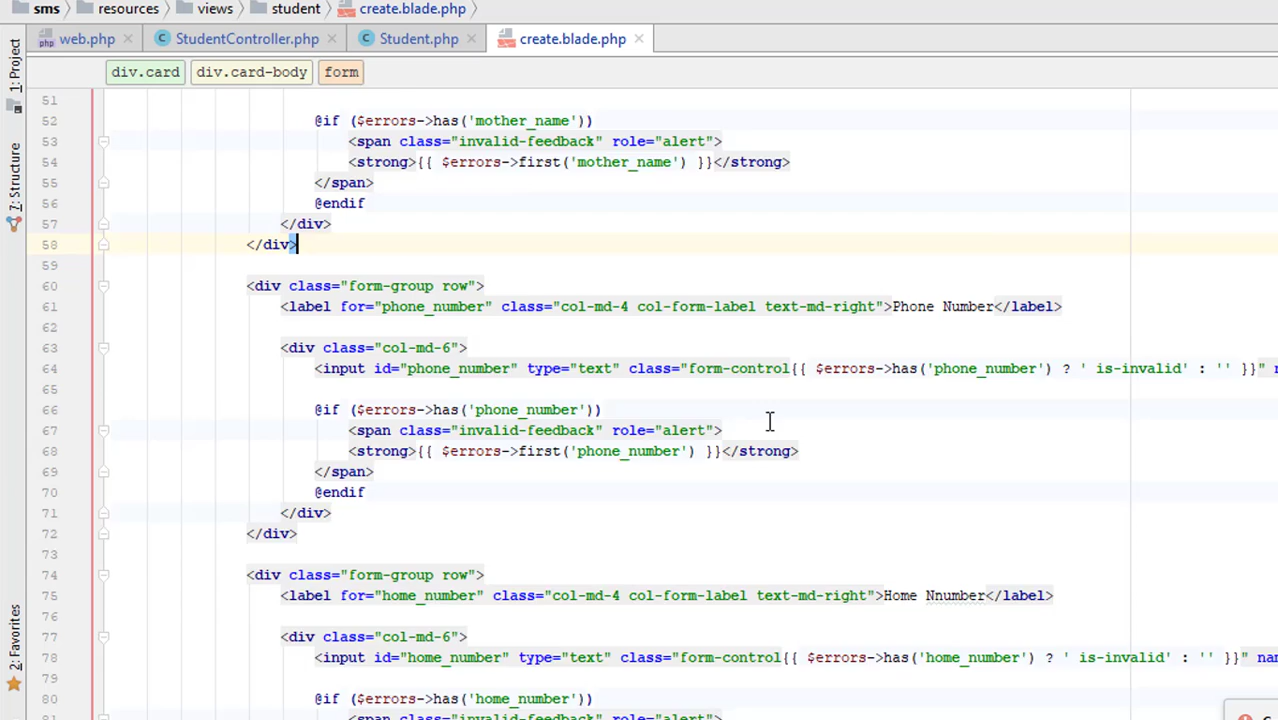 sms resources views student create.blade.php
web.php StudentController.php Student.php create.blade.php
div.card div.card-body form
1: Project
7: Structure
2: Favorites
51
52 @if ($errors->has('mother_name'))
53 <span class="invalid-feedback" role="alert">
54 <strong>{{ $errors->first('mother_name') }}</strong>
55 </span>
56 @endif
57 </div>
58 </div>
59
60 <div class="form-group row">
61 <label for="phone_number" class="col-md-4 col-form-label text-md-right">Phone Number</label>
62
63 <div class="col-md-6">
64 <input id="phone_number" type="text" class="form-control{{ $errors->has('phone_number') ? ' is-invalid' : '' }}" n
65
66 @if ($errors->has('phone_number'))
67 <span class="invalid-feedback" role="alert">
68 <strong>{{ $errors->first('phone_number') }}</strong>
69 </span>
70 @endif
71 </div>
72 </div>
73
74 <div class="form-group row">
75 <label for="home_number" class="col-md-4 col-form-label text-md-right">Home Nnumber</label>
76
77 <div class="col-md-6">
78 <input id="home_number" type="text" class="form-control{{ $errors->has('home_number') ? ' is-invalid' : '' }}" nam
79
80 @if ($errors->has('home_number'))
81 <span class="invalid-feedback" role="alert">